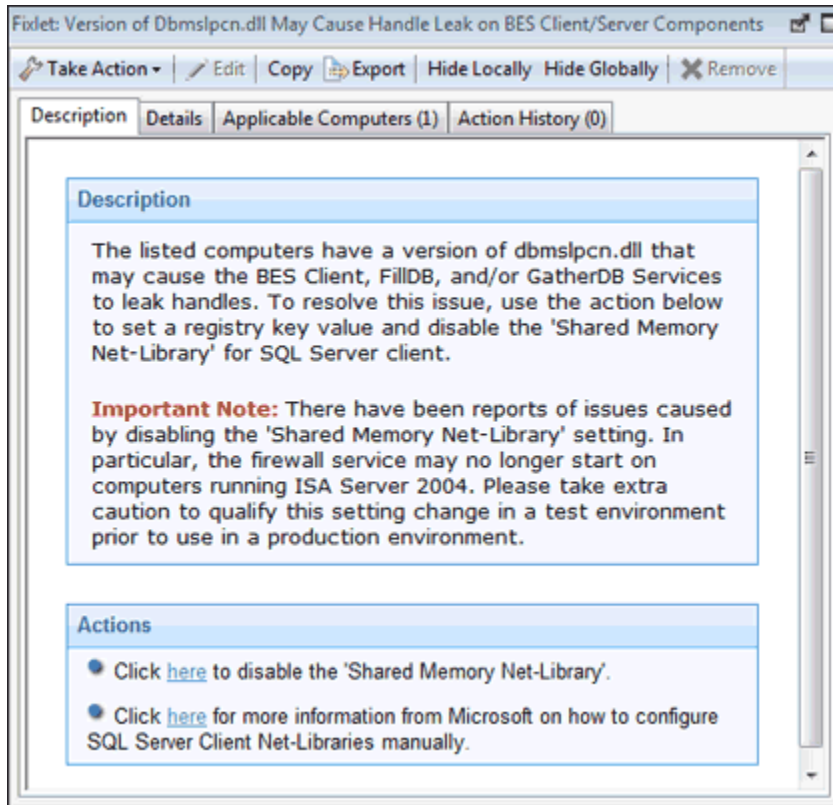 Fixlet: Version of Dbmslpcn.dll May Cause Handle Leak on BES Client/Server Components
Take Action Edit Copy Export Hide Locally Hide Globally Remove
Description Details Applicable Computers (1) Action History (0)
Description
The listed computers have a version of dbmslpcn.dll that
may cause the BES Client, FillDB, and/or GatherDB Services
to leak handles. To resolve this issue, use the action below
to set a registry key value and disable the 'Shared Memory
Net-Library' for SQL Server client.
Important Note: There have been reports of issues caused
by disabling the 'Shared Memory Net-Library' setting. In
particular, the firewall service may no longer start on
computers running ISA Server 2004. Please take extra
caution to qualify this setting change in a test environment
prior to use in a production environment.
Actions
Click here to disable the 'Shared Memory Net-Library'.
Click here for more information from Microsoft on how to configure
SQL Server Client Net-Libraries manually.